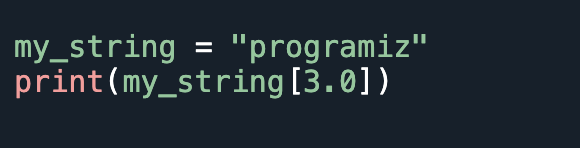 my_string = "programiz"
print(my_string[3.0])